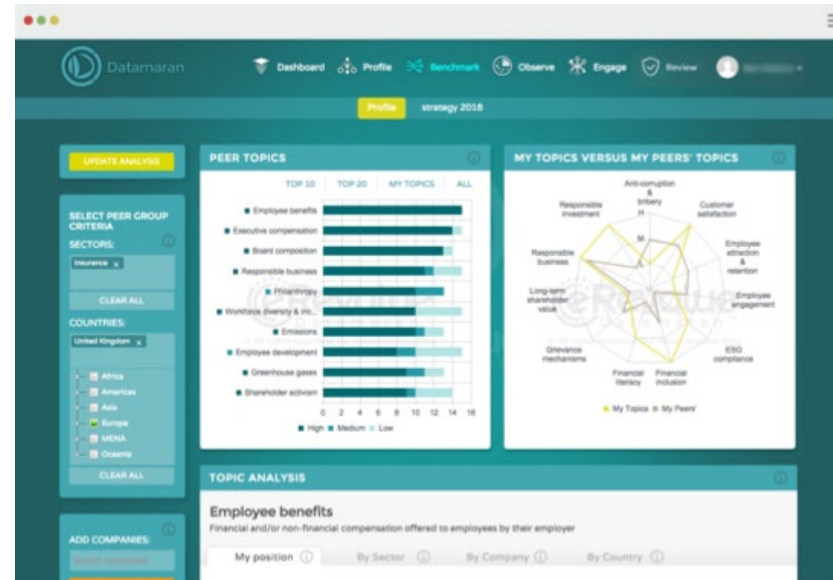 Datamaran
Dashboard
Profile
Benchmark
Observe
Engage
Review
Profile
strategy 2018
UPDATE ANALYSIS
SELECT PEER GROUP
CRITERIA
SECTORS:
Insurance x
CLEAR ALL
COUNTRIES:
United Kingdom x
Africa
Americas
Asia
Europe
MENA
Oceania
CLEAR ALL
ADD COMPANIES:
PEER TOPICS
TOP 10 TOP 20 MY TOPICS ALL
Employee benefits
Executive compensation
Board composition
Responsible business
Philanthropy
Workforce diversity & inc...
Emissions
Employee development
Greenhouse gases
Shareholder activism
0 2 4 6 8 10 12 14 16
High Medium Low
MY TOPICS VERSUS MY PEERS' TOPICS
Anti-corruption
&
bribery
Customer
satisfaction
Employee
attraction
&
retention
Employee
engagement
ESG
compliance
Financial
inclusion
Financial
literacy
Grievance
mechanisms
Long-term
shareholder
value
Responsible
business
Responsible
investment
H
M
L
My Topics My Peers'
eRevalue
eRevalue
TOPIC ANALYSIS
Employee benefits
Financial and/or non-financial compensation offered to employees by their employer
My position By Sector By Company By Country